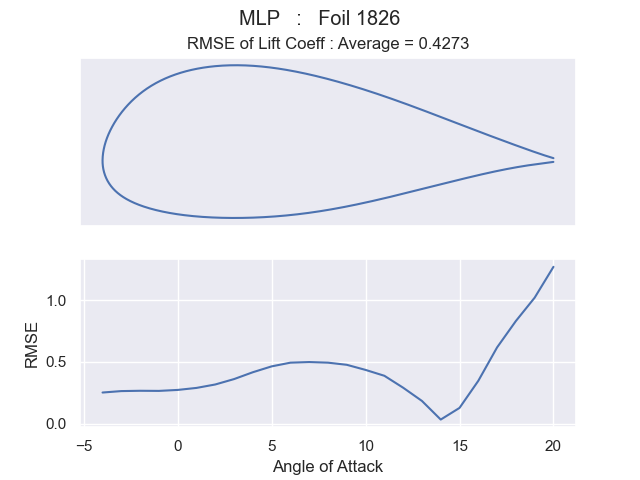 MLP : Foil 1826
RMSE of Lift Coeff : Average = 0.4273
1.0
0.5
0.0
RMSE
−5 0 5 10 15 20
Angle of Attack